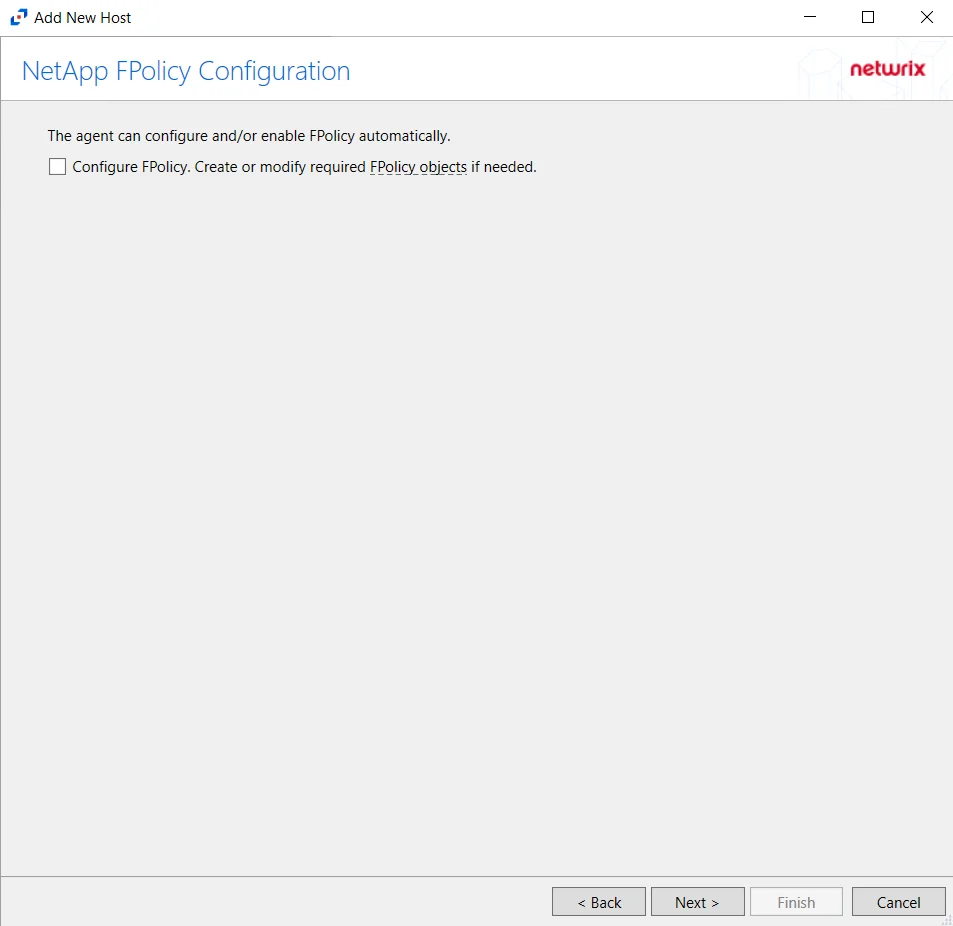 Add New Host
NetApp FPolicy Configuration
netwrix
The agent can configure and/or enable FPolicy automatically.
Configure FPolicy. Create or modify required FPolicy objects if needed.
< Back
Next >
Finish
Cancel